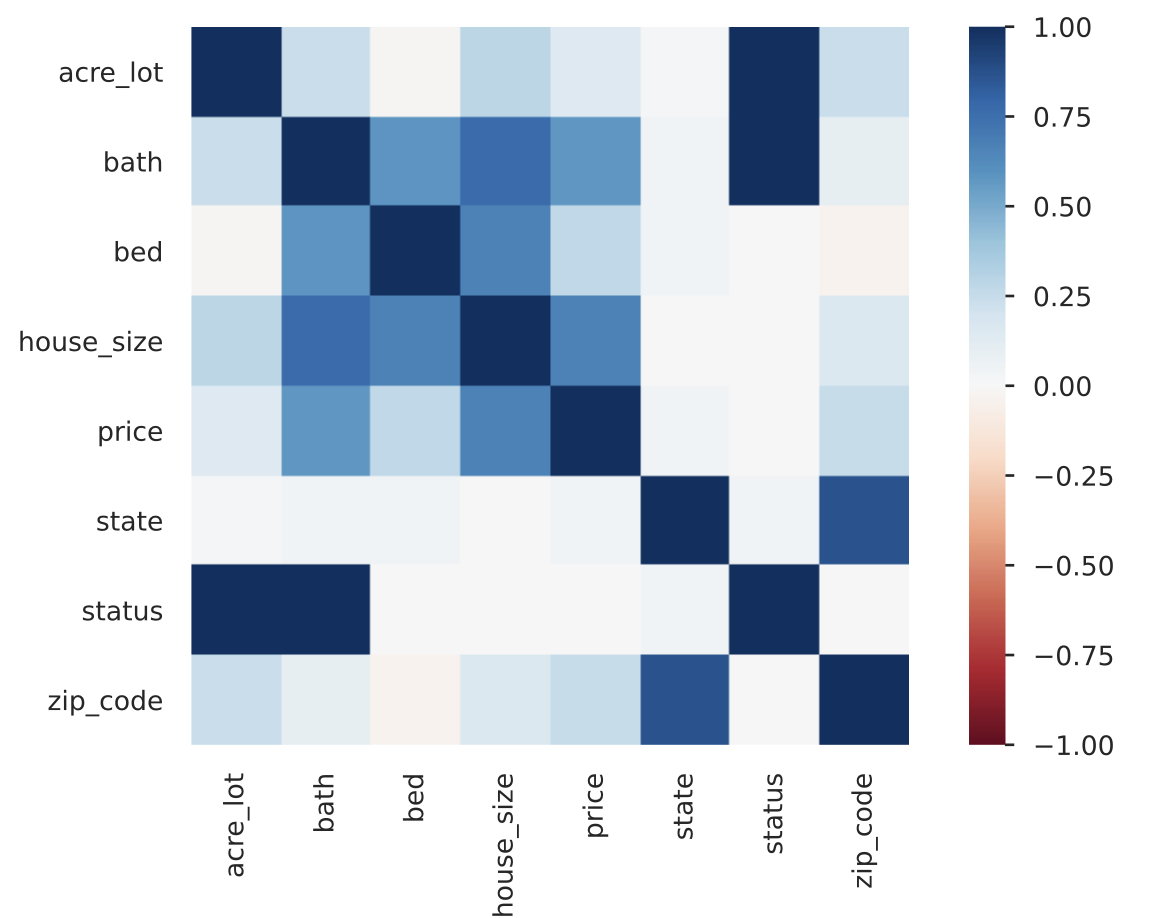 acre_lot
bath
bed
house_size
price
state
status
zip_code
acre_lot
bath
bed
house_size
price
state
status
zip_code
1.00
0.75
0.50
0.25
0.00
−0.25
−0.50
−0.75
−1.00